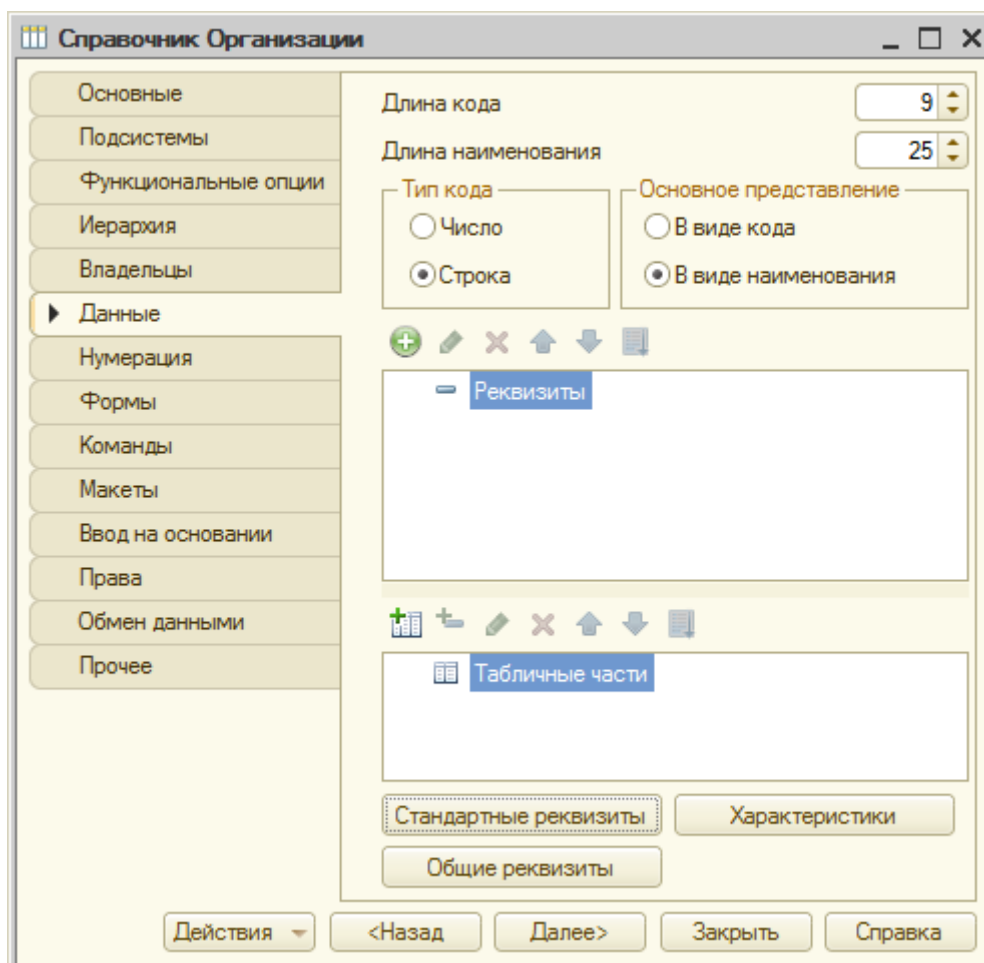 Справочник Организации
Основные
Подсистемы
Функциональные опции
Иерархия
Владельцы
Данные
Нумерация
Формы
Команды
Макеты
Ввод на основании
Права
Обмен данными
Прочее
Длина кода 9
Длина наименования 25
Тип кода
Число
Строка
Основное представление
В виде кода
В виде наименования
Реквизиты
Табличные части
Стандартные реквизиты Характеристики
Общие реквизиты
Действия <Назад Далее> Закрыть Справка